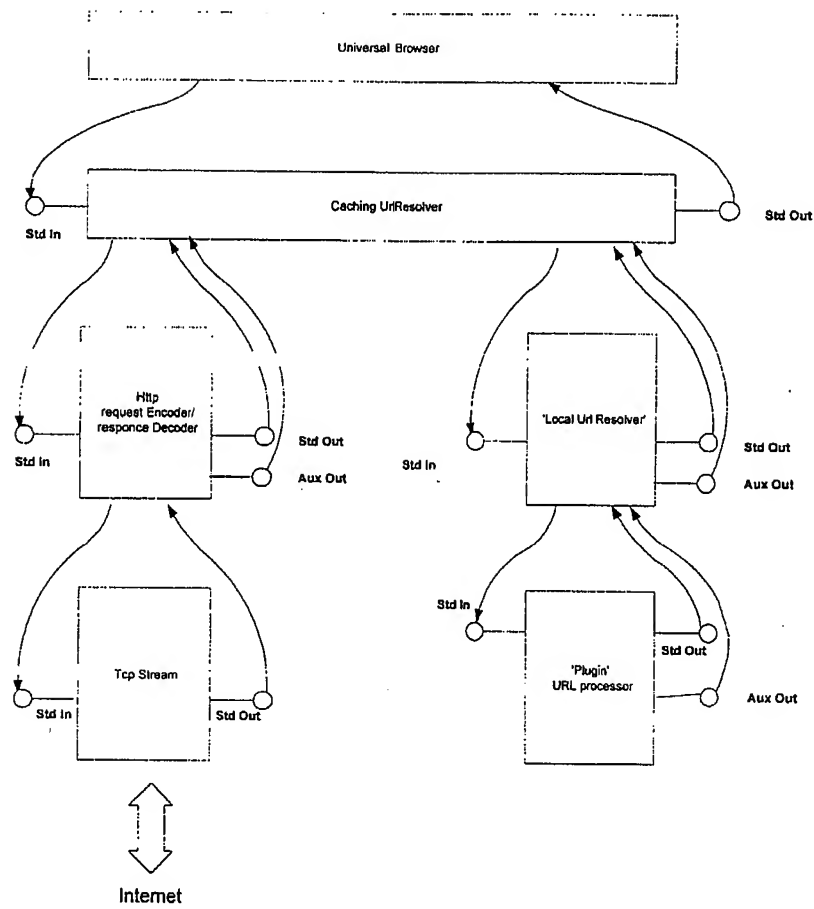 Universal Browser
Caching UrlResolver
Std In
Std Out
Http
request Encoder/
responce Decoder
Std In
Std Out
Aux Out
'Local Url Resolver'
Std In
Std Out
Aux Out
Tcp Stream
Std In
Std Out
'Plugin'
URL processor
Std In
Std Out
Aux Out
Internet